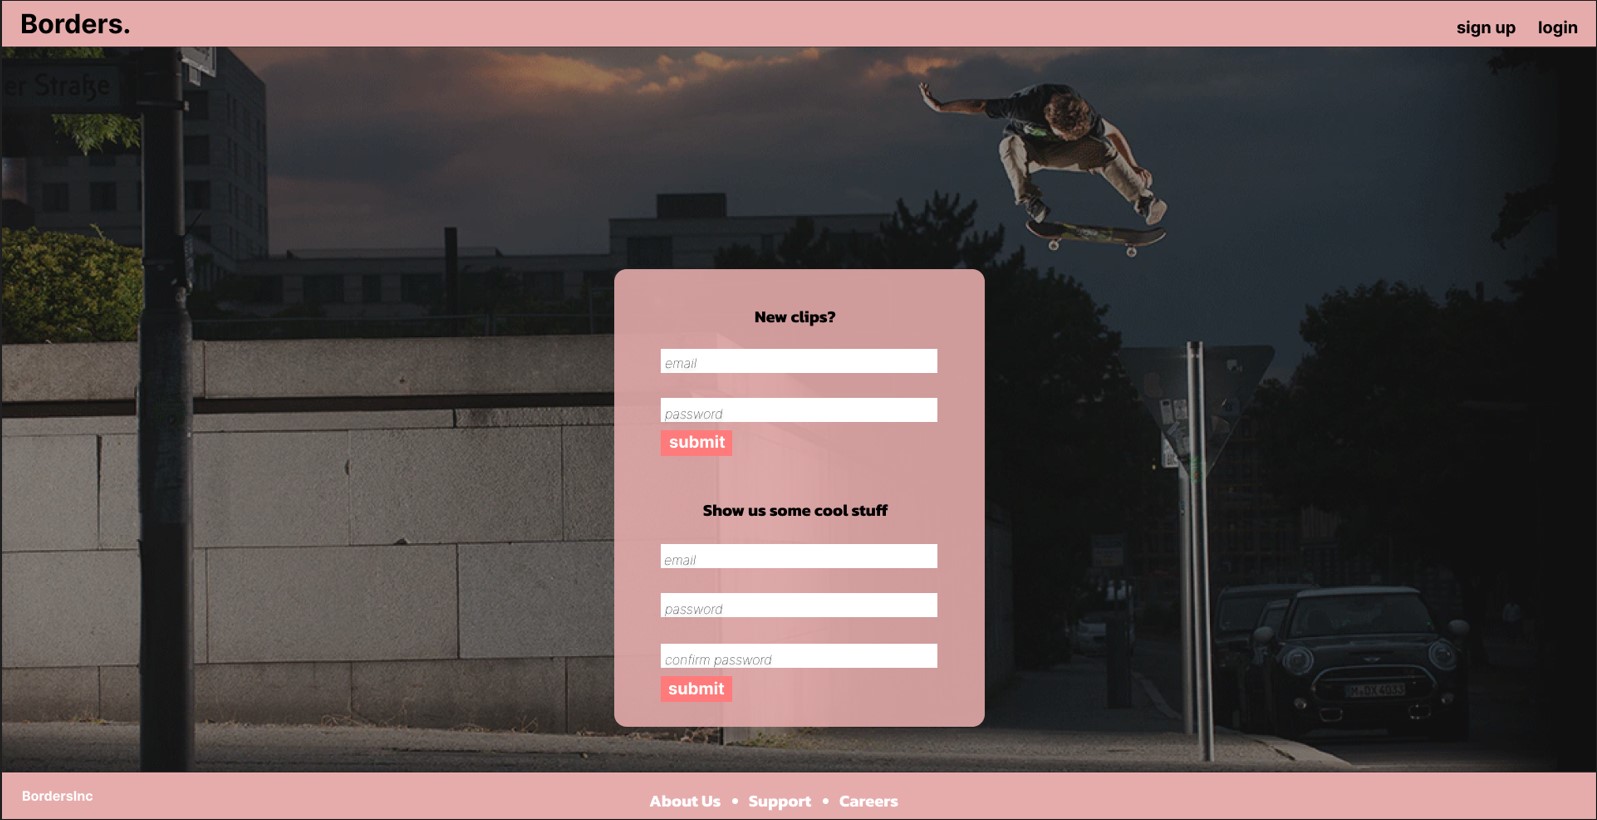 Borders.
sign up login
er Straße
New clips?
email
password
submit
Show us some cool stuff
email
password
confirm password
submit
BordersInc
About Us • Support • Careers